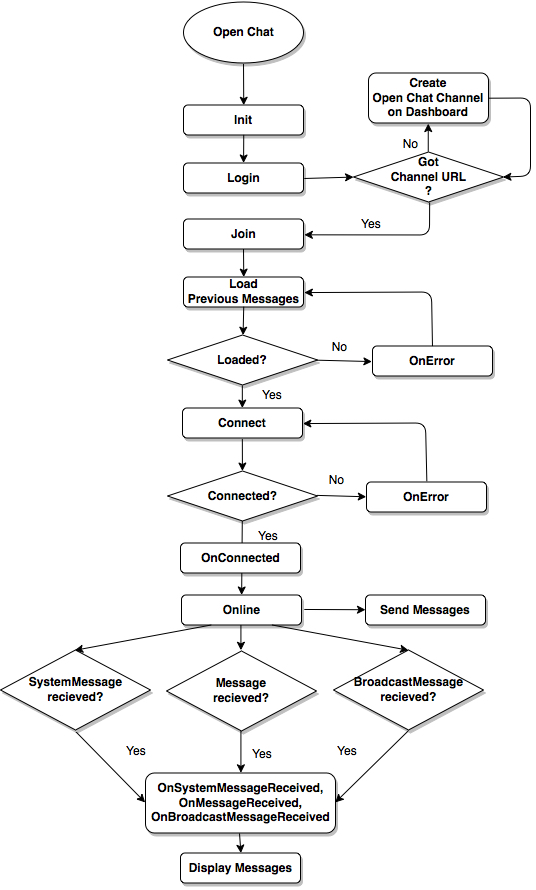 Open Chat
Create
Open Chat Channel
on Dashboard
Init
No
Got
Channel URL
?
Login
Yes
Join
Load
Previous Messages
No
Loaded?
OnError
Yes
Connect
No
Connected?
OnError
Yes
OnConnected
Online
Send Messages
SystemMessage
recieved?
Message
recieved?
BroadcastMessage
recieved?
Yes
Yes
Yes
OnSystemMessageReceived,
OnMessageReceived,
OnBroadcastMessageReceived
Display Messages